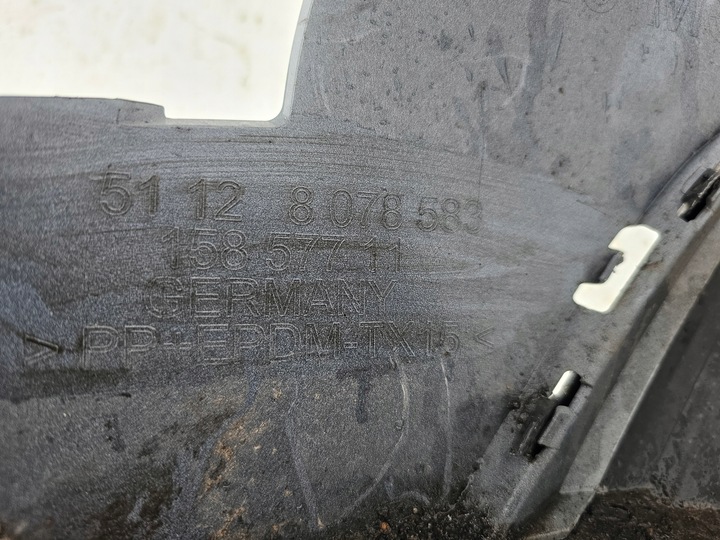 51 12 8 078 583
158 577 11
GERMANY
>PP+EPDM-TX15<
T
M